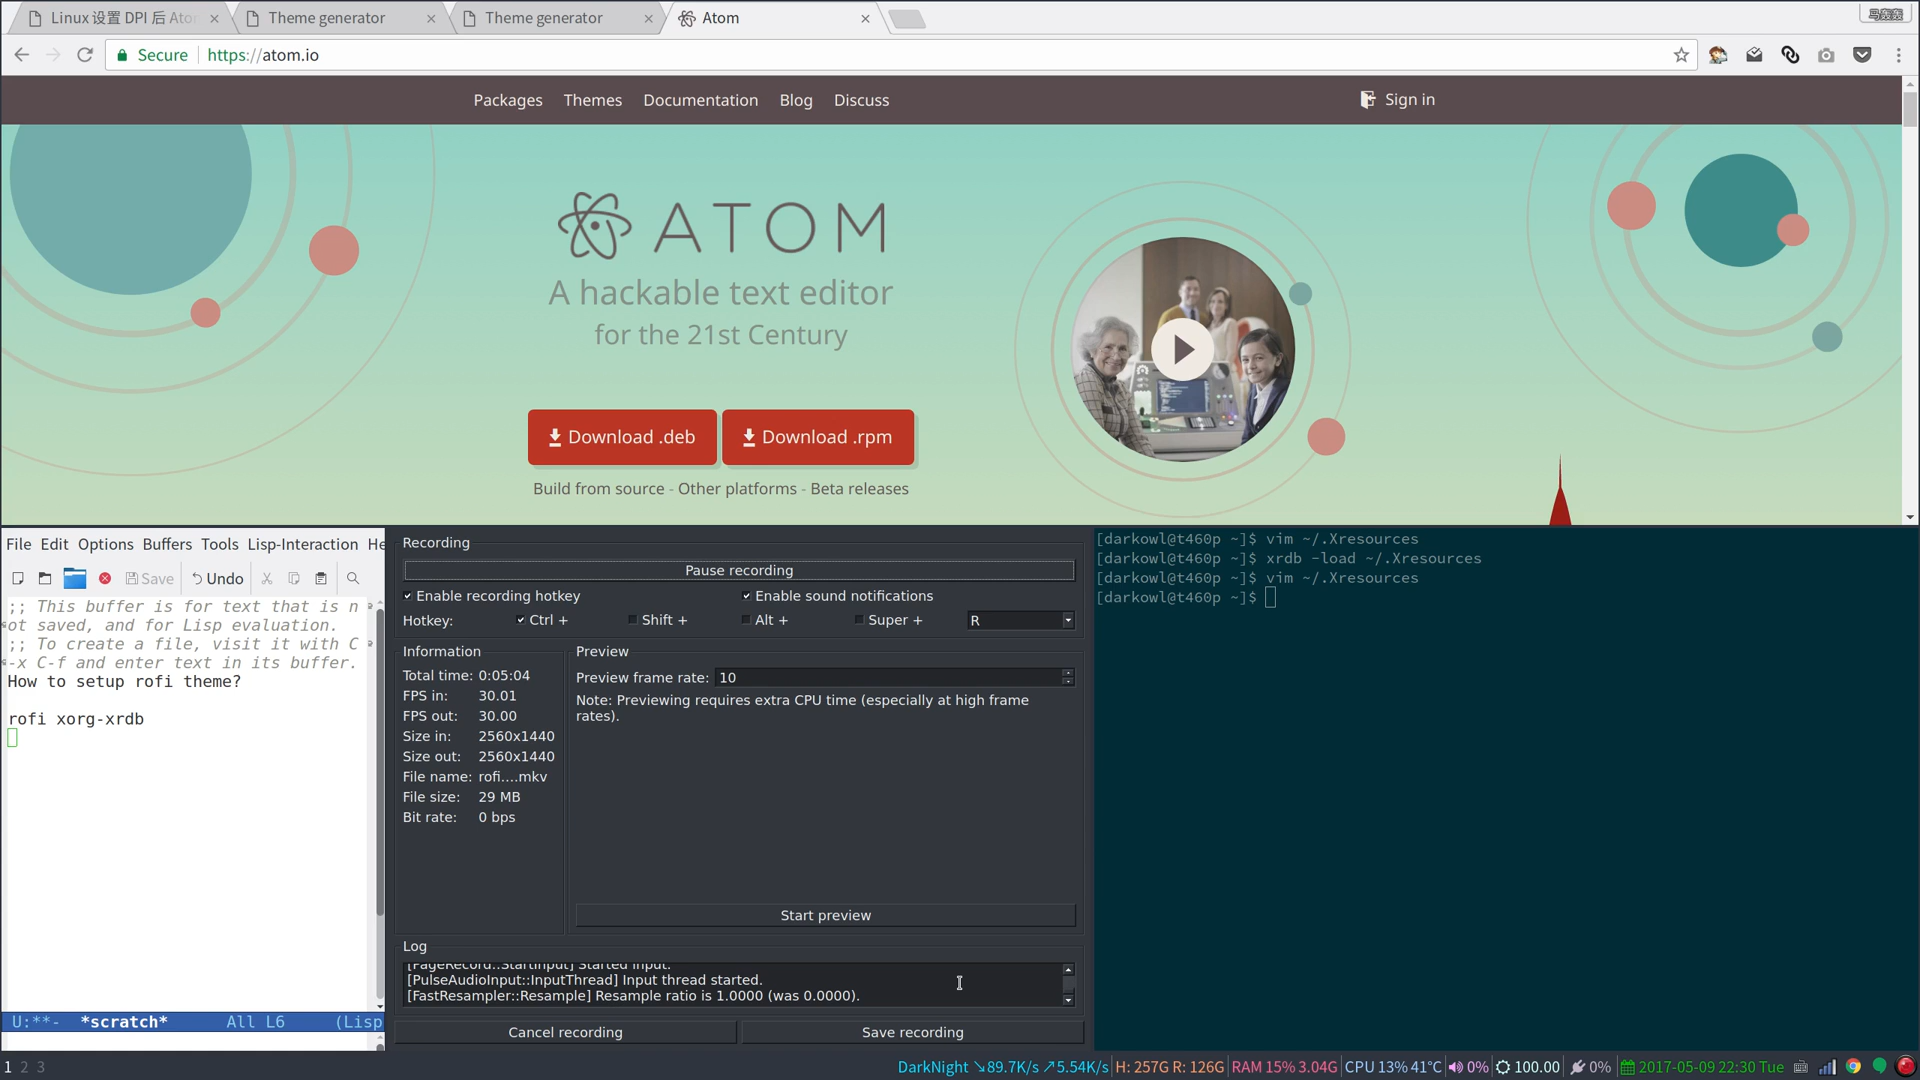 Linux 设置 DPI 后 Ato
Theme generator
Theme generator
Atom
马轰轰
Secure
https://atom.io
Packages
Themes
Documentation
Blog
Discuss
Sign in
ATOM
A hackable text editor
for the 21st Century
Download .deb
Download .rpm
Build from source - Other platforms - Beta releases
File Edit Options Buffers Tools Lisp-Interaction He
Save
Undo
;; This buffer is for text that is n
ot saved, and for Lisp evaluation.
;; To create a file, visit it with C
-x C-f and enter text in its buffer.
How to setup rofi theme?
rofi xorg-xrdb
U:**-  *scratch*  All L6  (Lisp
Recording
Pause recording
Enable recording hotkey
Enable sound notifications
Hotkey:
Ctrl +
Shift +
Alt +
Super +
R
Information
Total time: 0:05:04
FPS in: 30.01
FPS out: 30.00
Size in: 2560x1440
Size out: 2560x1440
File name: rofi....mkv
File size: 29 MB
Bit rate: 0 bps
Preview
Preview frame rate: 10
Note: Previewing requires extra CPU time (especially at high frame
rates).
Start preview
Log
[PageRecord::StartInput] Started input.
[PulseAudioInput::InputThread] Input thread started.
[FastResampler::Resample] Resample ratio is 1.0000 (was 0.0000).
Cancel recording
Save recording
[darkowl@t460p ~]$ vim ~/.Xresources
[darkowl@t460p ~]$ xrdb -load ~/.Xresources
[darkowl@t460p ~]$ vim ~/.Xresources
[darkowl@t460p ~]$
1 2 3
DarkNight ↘89.7K/s ↗5.54K/s H: 257G R: 126G RAM 15% 3.04G CPU 13% 41°C 0% 100.00 0% 2017-05-09 22:30 Tue